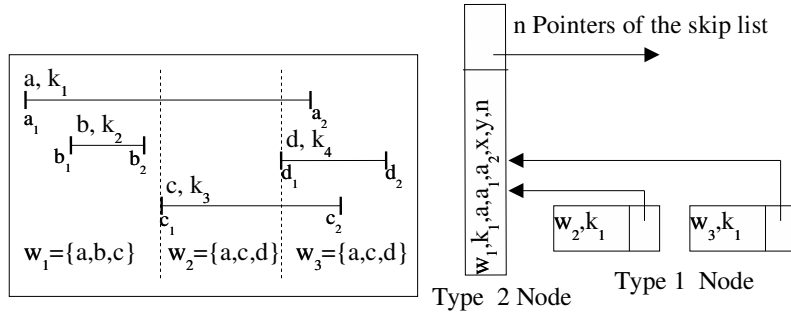 a, k₁
a₁
a₂
b, k₂
b₁
b₂
d, k₄
d₁
d₂
c, k₃
c₁
c₂
w₁={a,b,c}
w₂={a,c,d}
w₃={a,c,d}
n Pointers of the skip list
w₁,k₁,a,a₁,a₂,x,y,n
w₂,k₁
w₃,k₁
Type 2 Node
Type 1 Node